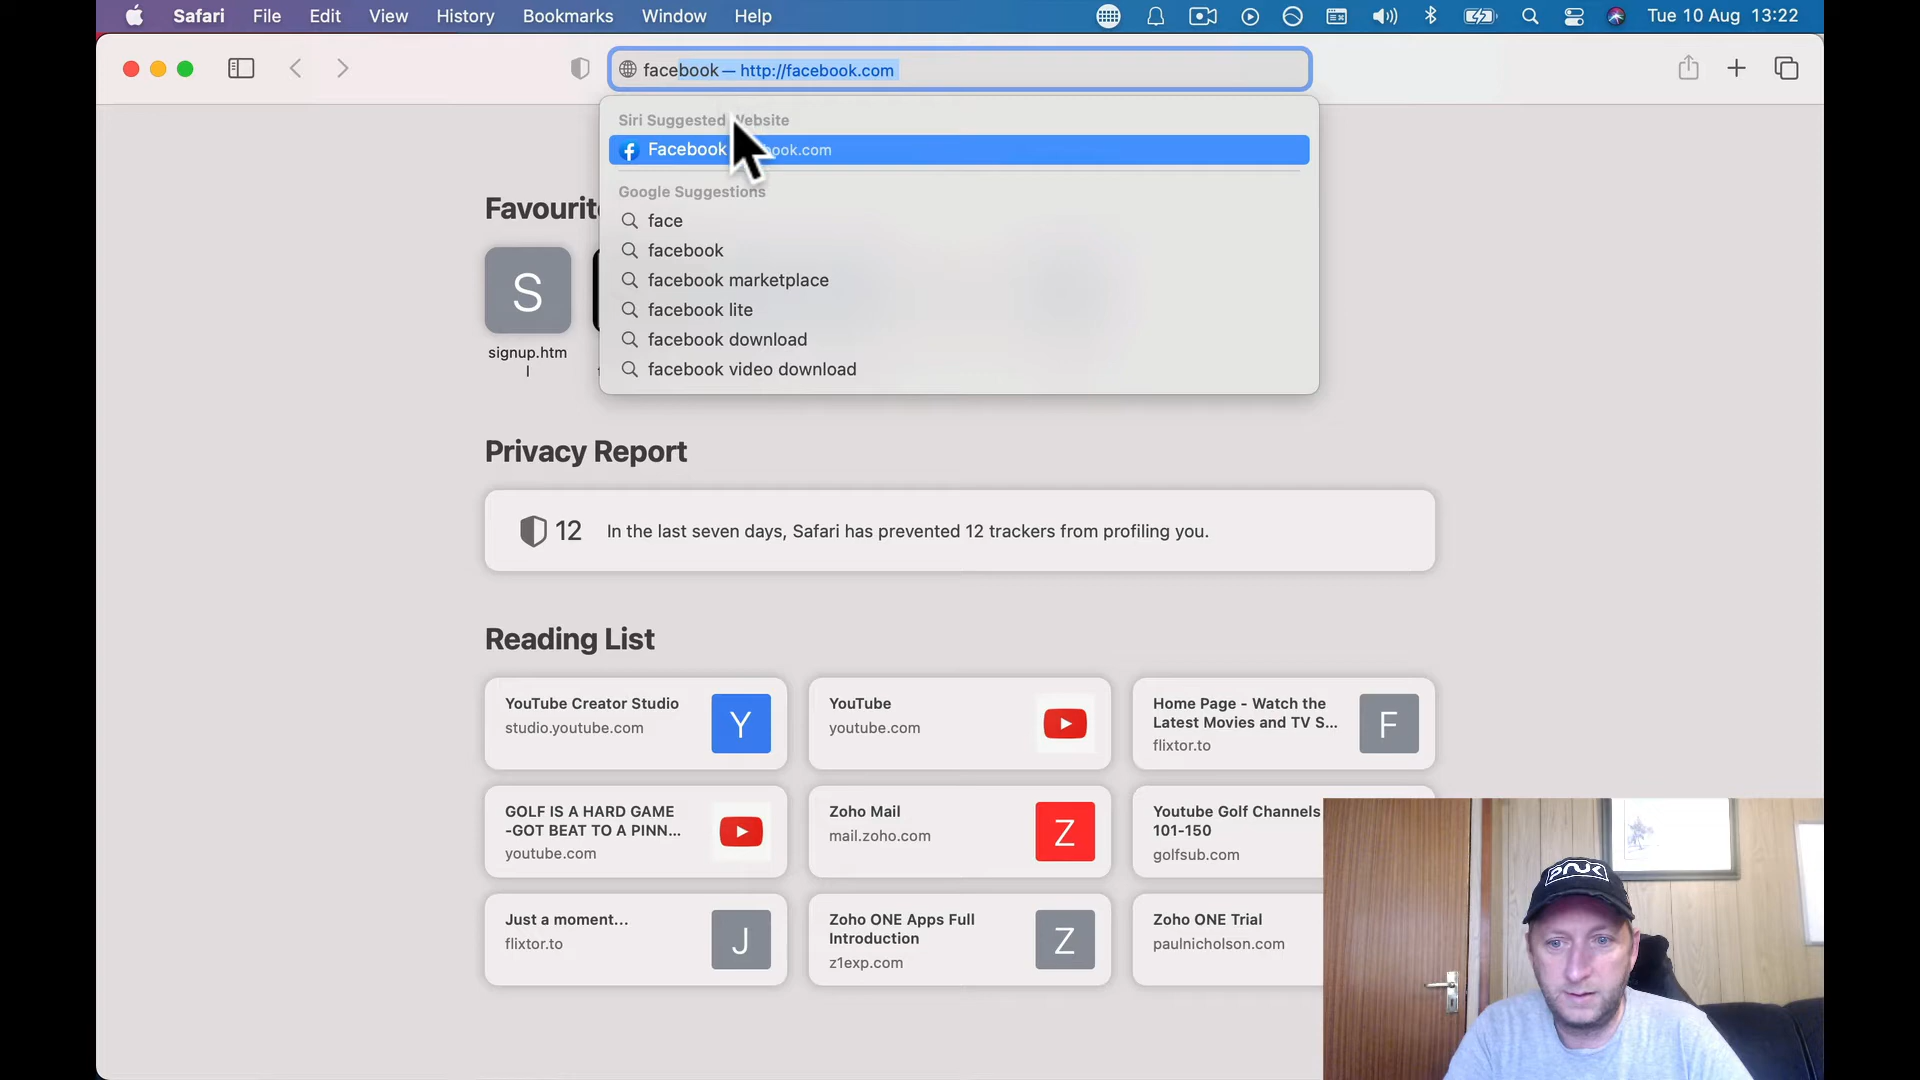 Safari File Edit View History Bookmarks Window Help Tue 10 Aug 13:22
facebook — http://facebook.com
Siri Suggested Website
Facebook book.com
Google Suggestions
face
facebook
facebook marketplace
facebook lite
facebook download
facebook video download
Favourit
S
signup.htm
l
Privacy Report
12 In the last seven days, Safari has prevented 12 trackers from profiling you.
Reading List
YouTube Creator Studio
studio.youtube.com
Y
YouTube
youtube.com
Home Page - Watch the
Latest Movies and TV S...
flixtor.to
F
GOLF IS A HARD GAME
-GOT BEAT TO A PINN...
youtube.com
Zoho Mail
mail.zoho.com
Z
Youtube Golf Channels
101-150
golfsub.com
Just a moment...
flixtor.to
J
Zoho ONE Apps Full
Introduction
z1exp.com
Z
Zoho ONE Trial
paulnicholson.com